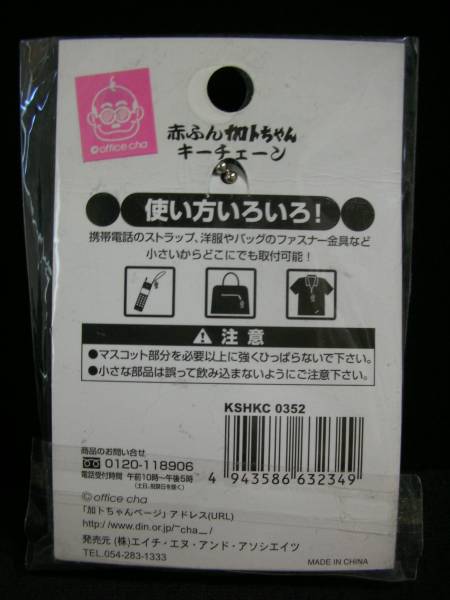 ©office cha
赤ふん加トちゃん
キーチェーン
使い方いろいろ!
携帯電話のストラップ、洋服やバッグのファスナー金具など
小さいからどこにでも取付可能!
注意
●マスコット部分を必要以上に強くひっぱらないで下さい。
●小さな部品は誤って飲み込まないようにご注意下さい。
KSHKC 0352
4 943586 632349
商品のお問い合せ
0120-118906
電話受付時間 午前10時〜午後5時
(土日、祝祭日を除く)
©office cha
「加トちゃんページ」アドレス(URL)
http://www.din.or.jp/~cha_/
発売元 (株)エイチ・エヌ・アンド・アソシエイツ
TEL.054-283-1333
MADE IN CHINA